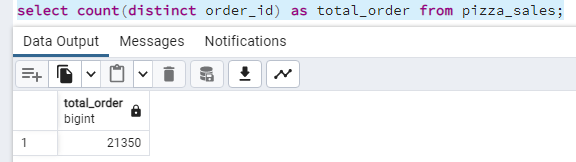 select count(distinct order_id) as total_order from pizza_sales;
Data Output Messages Notifications
total_order
bigint
1 21350